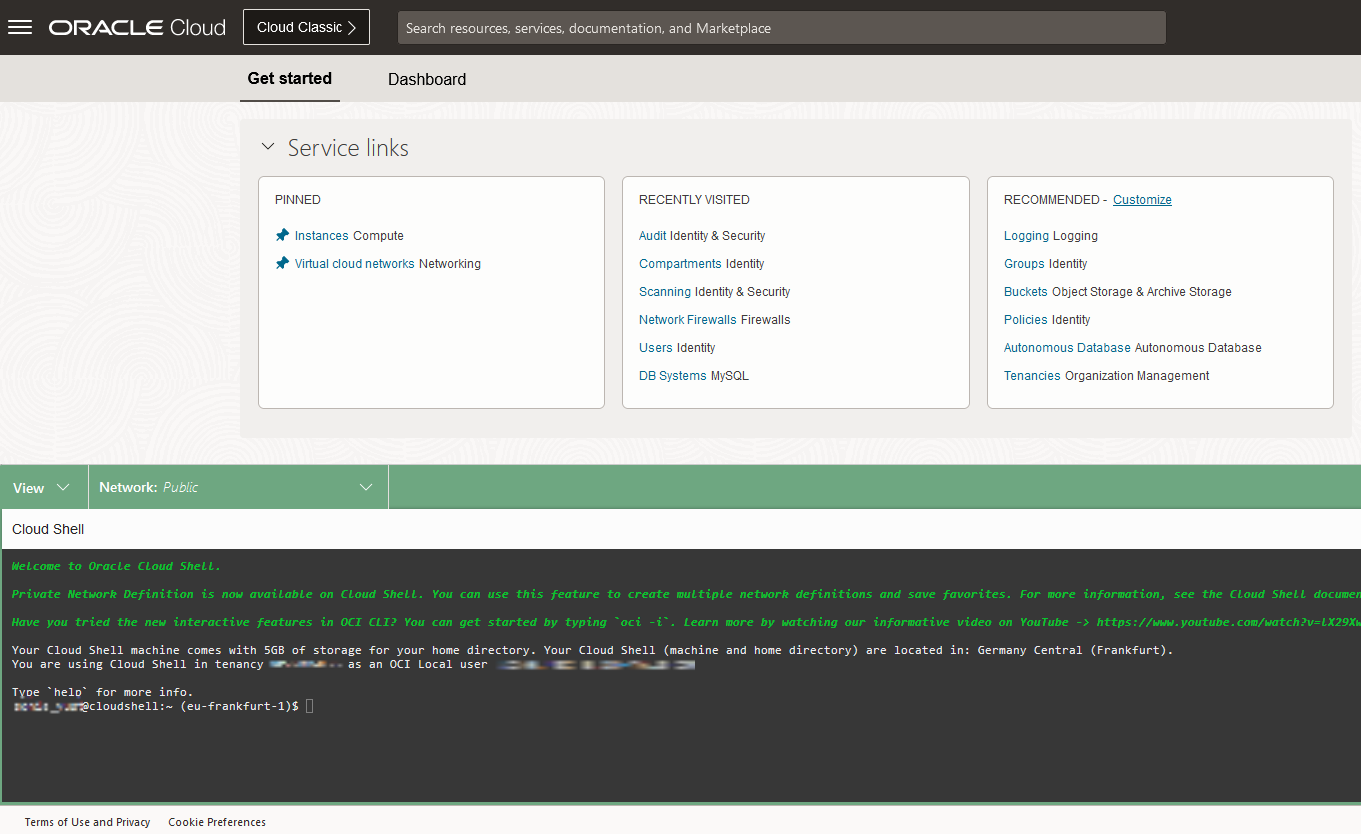 ORACLE Cloud
Cloud Classic
Search resources, services, documentation, and Marketplace
Get started
Dashboard
Service links
PINNED
Instances Compute
Virtual cloud networks Networking
RECENTLY VISITED
Audit Identity & Security
Compartments Identity
Scanning Identity & Security
Network Firewalls Firewalls
Users Identity
DB Systems MySQL
RECOMMENDED - Customize
Logging Logging
Groups Identity
Buckets Object Storage & Archive Storage
Policies Identity
Autonomous Database Autonomous Database
Tenancies Organization Management
View
Network: Public
Cloud Shell
Welcome to Oracle Cloud Shell.
Private Network Definition is now available on Cloud Shell. You can use this feature to create multiple network definitions and save favorites. For more information, see the Cloud Shell documen
Have you tried the new interactive features in OCI CLI? You can get started by typing `oci -i`. Learn more by watching our informative video on YouTube -> https://www.youtube.com/watch?v=lX29Xw
Your Cloud Shell machine comes with 5GB of storage for your home directory. Your Cloud Shell (machine and home directory) are located in: Germany Central (Frankfurt).
You are using Cloud Shell in tenancy as an OCI Local user
Type `help` for more info.
@cloudshell:~ (eu-frankfurt-1)$
Terms of Use and Privacy
Cookie Preferences